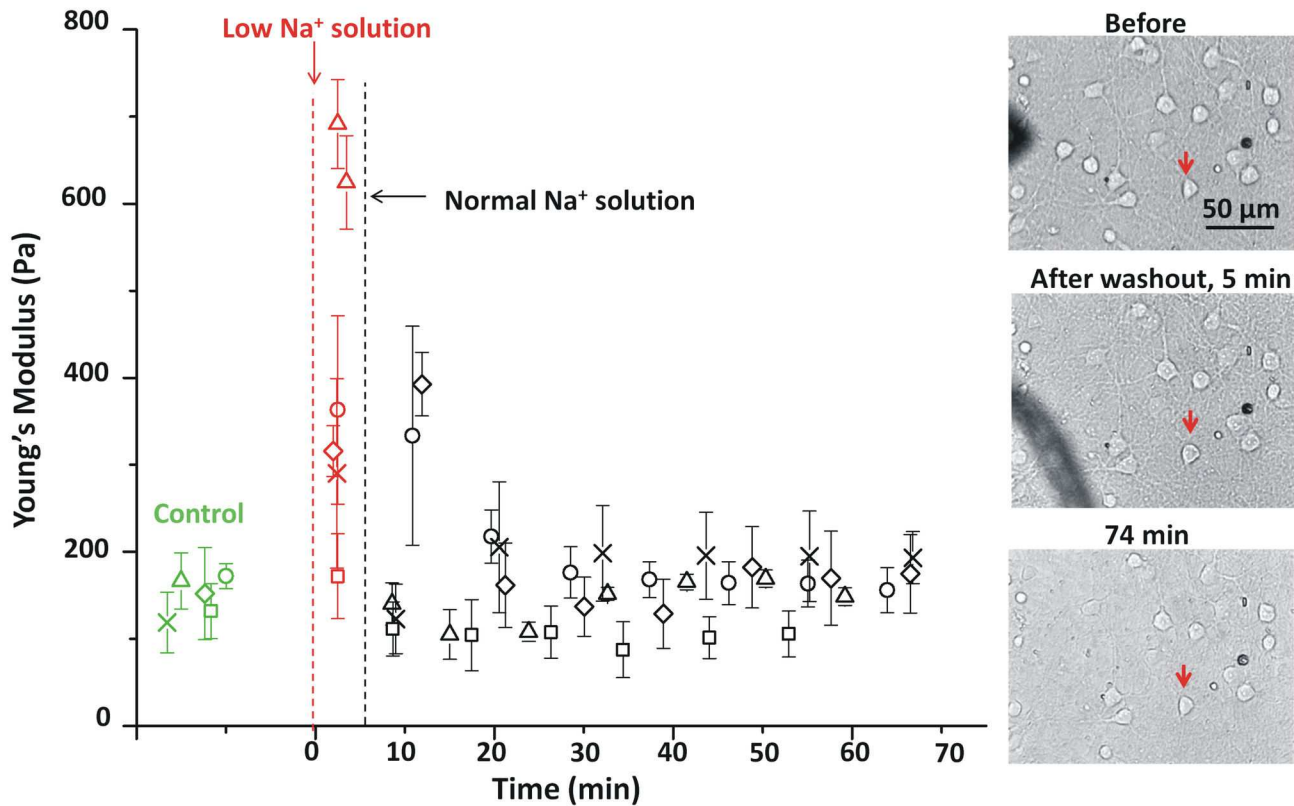 Low Na⁺ solution
Normal Na⁺ solution
Control
Young's Modulus (Pa)
800
600
400
200
0
0 10 20 30 40 50 60 70
Time (min)
Before
50 µm
After washout, 5 min
74 min